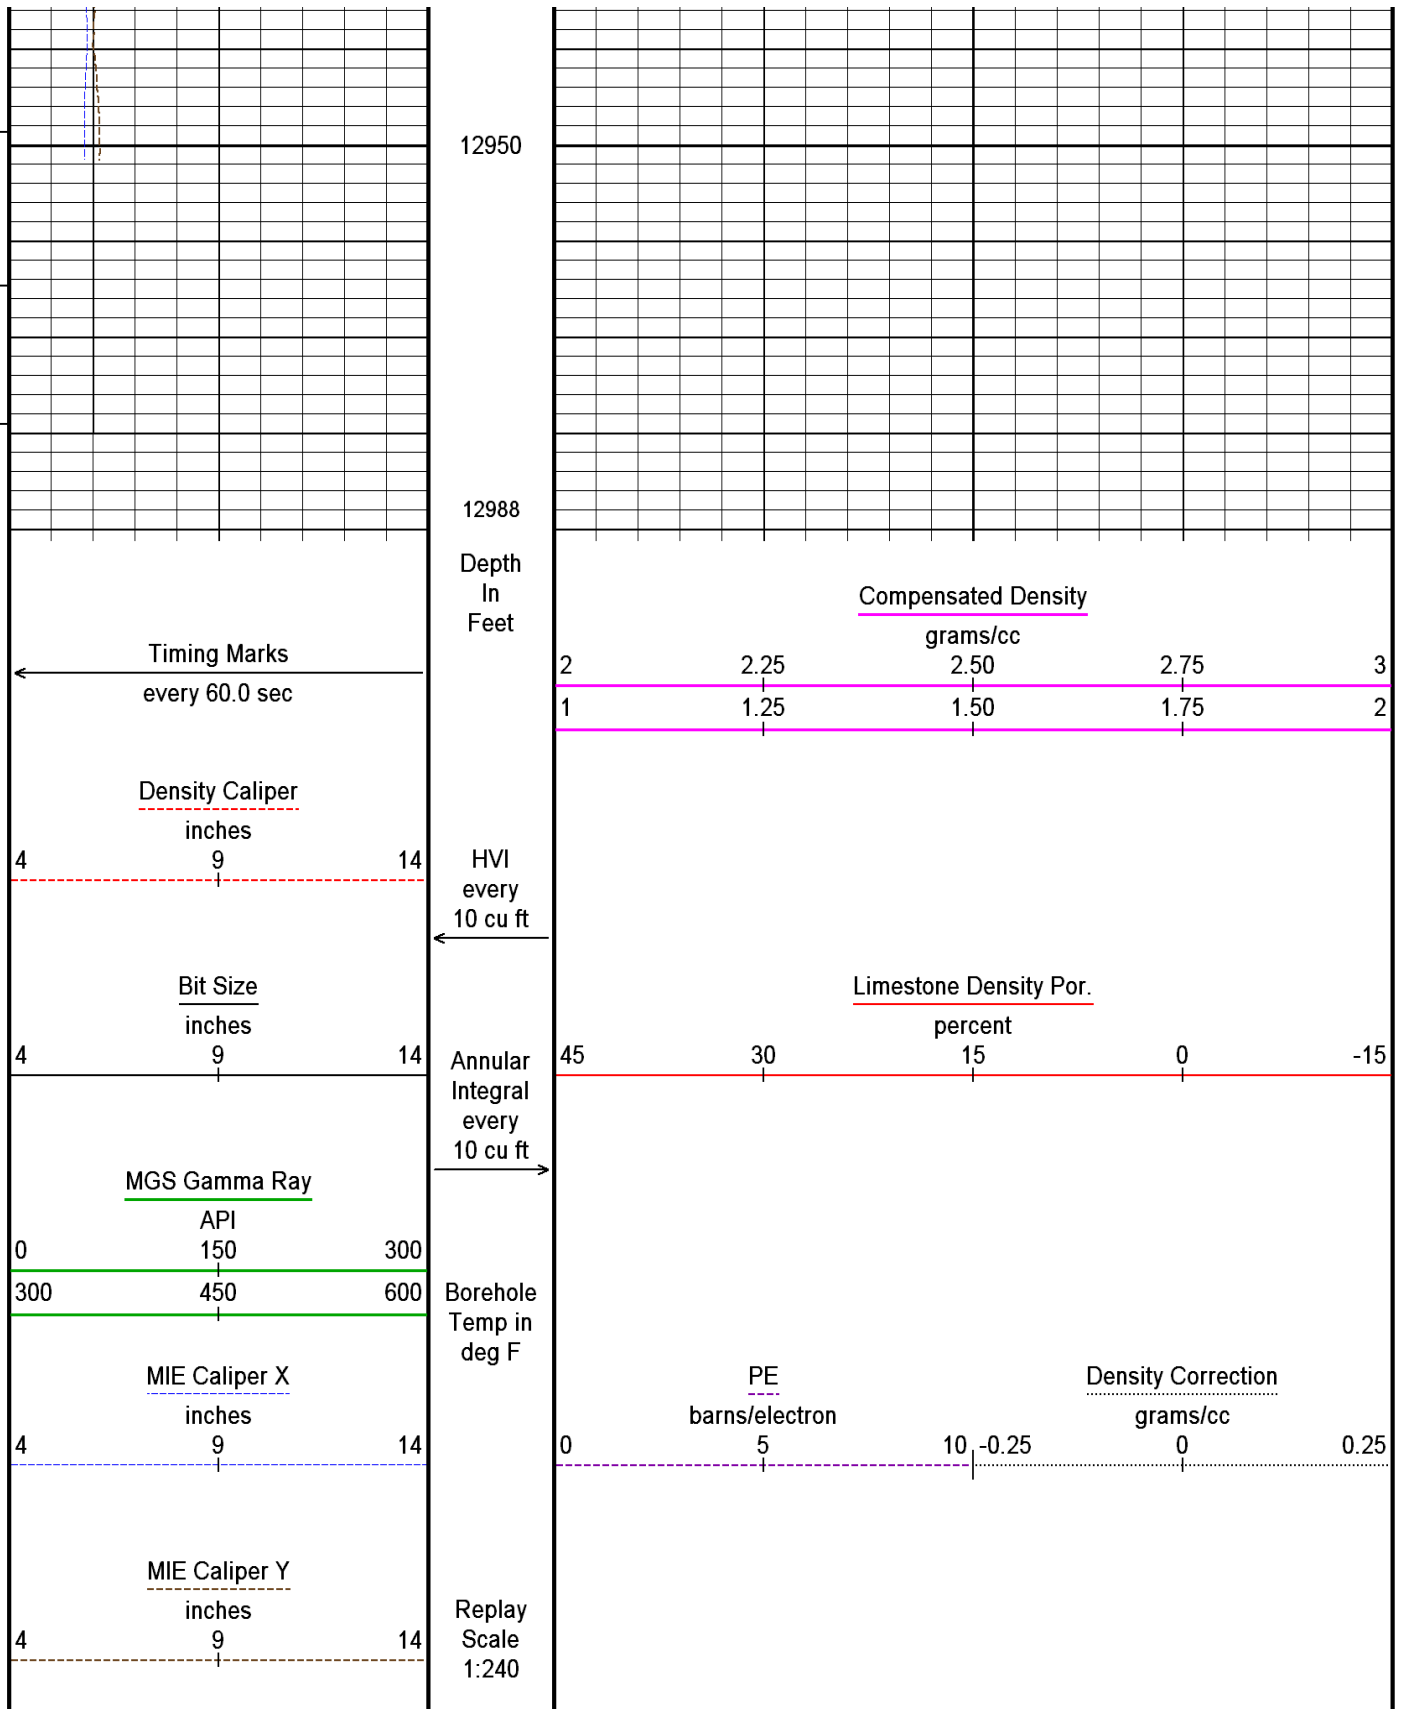 12950
12988
Depth
In
Feet
Timing Marks
every 60.0 sec
Density Caliper
inches
4 9 14
Bit Size
inches
4 9 14
MGS Gamma Ray
API
0 150 300
300 450 600
MIE Caliper X
inches
4 9 14
MIE Caliper Y
inches
4 9 14
HVI
every
10 cu ft
Annular
Integral
every
10 cu ft
Borehole
Temp in
deg F
Replay
Scale
1:240
Compensated Density
grams/cc
2 2.25 2.50 2.75 3
1 1.25 1.50 1.75 2
Limestone Density Por.
percent
45 30 15 0 -15
PE
barns/electron
0 5 10
Density Correction
grams/cc
-0.25 0 0.25